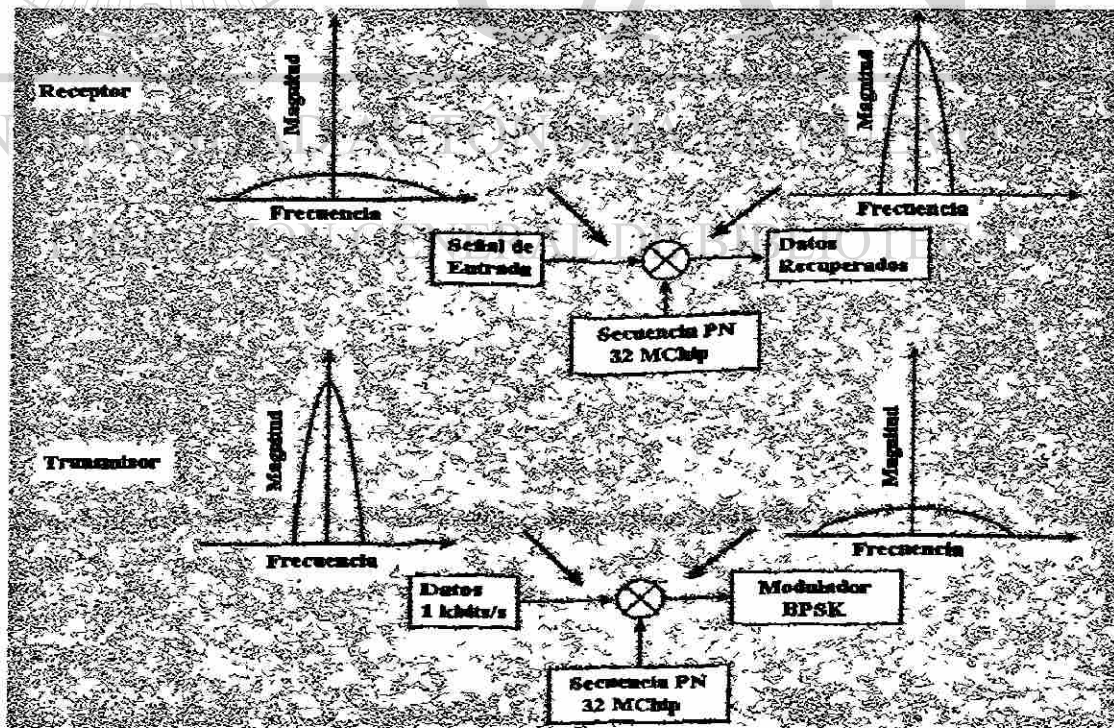 Receptor
Magnitud
Frecuencia
Magnitud
Frecuencia
Señal de
Entrada
Datos
Recuperados
Secuencia PN
32 MChip
Transmisor
Magnitud
Frecuencia
Magnitud
Frecuencia
Datos
1 kbits/s
Modulador
BPSK
Secuencia PN
32 MChip